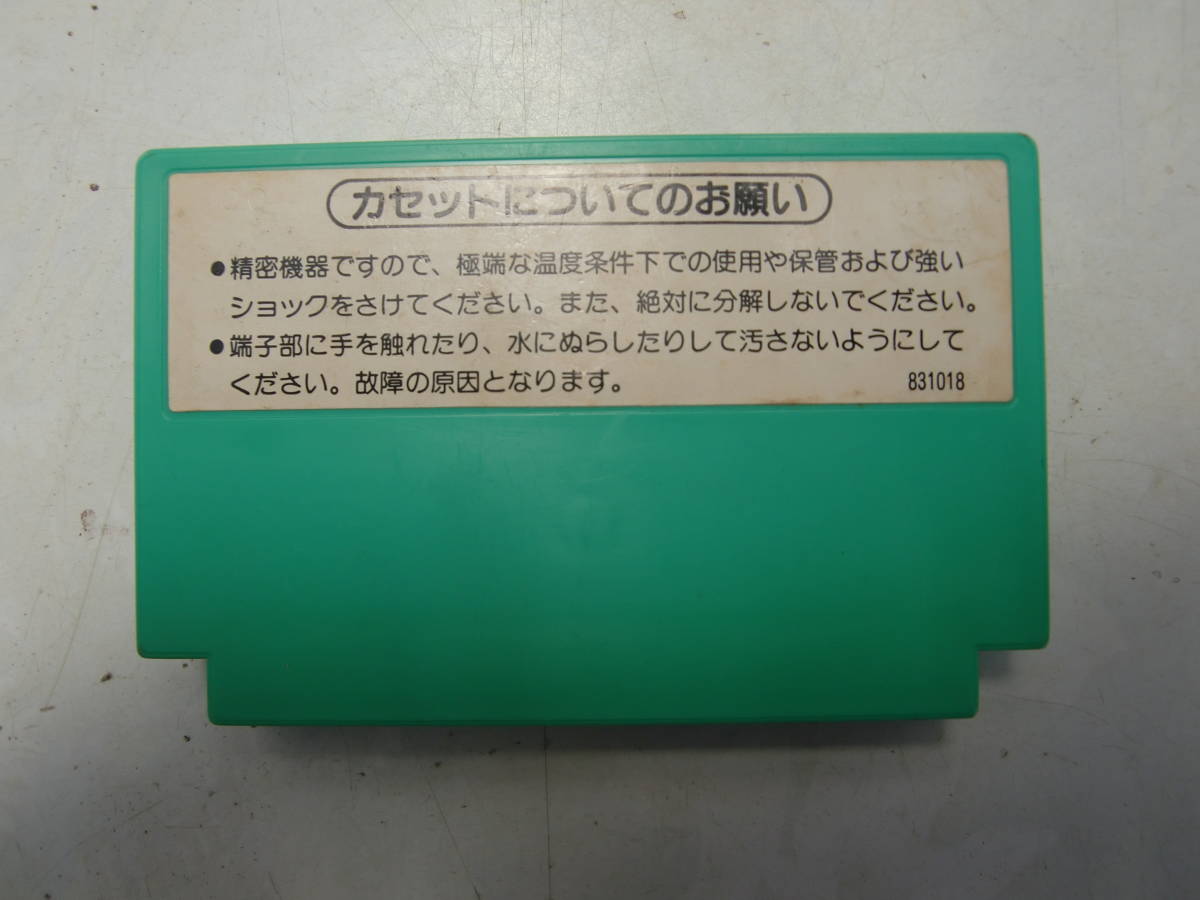 カセットについてのお願い
●精密機器ですので、極端な温度条件下での使用や保管および強い
ショックをさけてください。また、絶対に分解しないでください。
●端子部に手を触れたり、水にぬらしたりして汚さないようにして
ください。故障の原因となります。 831018